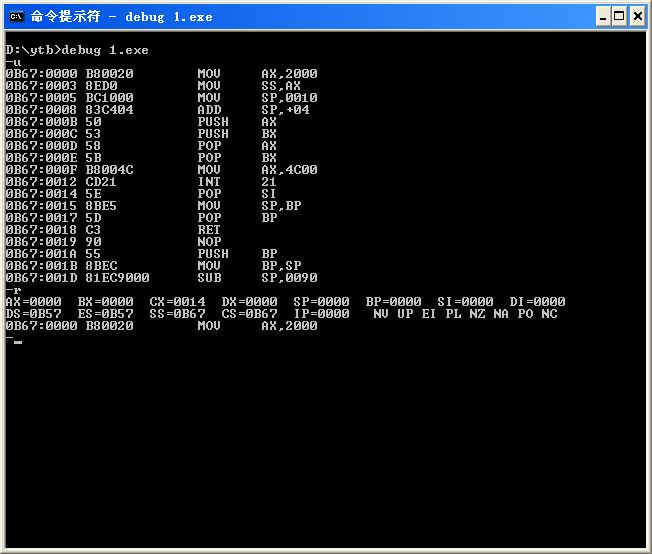 命令提示符 - debug 1.exe
D:\ytb>debug 1.exe
-u
0B67:0000 B80020        MOV     AX,2000
0B67:0003 8ED0          MOV     SS,AX
0B67:0005 BC1000        MOV     SP,0010
0B67:0008 83C404        ADD     SP,+04
0B67:000B 50            PUSH    AX
0B67:000C 53            PUSH    BX
0B67:000D 58            POP     AX
0B67:000E 5B            POP     BX
0B67:000F B8004C        MOV     AX,4C00
0B67:0012 CD21          INT     21
0B67:0014 5E            POP     SI
0B67:0015 8BE5          MOV     SP,BP
0B67:0017 5D            POP     BP
0B67:0018 C3            RET
0B67:0019 90            NOP
0B67:001A 55            PUSH    BP
0B67:001B 8BEC          MOV     BP,SP
0B67:001D 81EC9000      SUB     SP,0090
-r
AX=0000  BX=0000  CX=0014  DX=0000  SP=0000  BP=0000  SI=0000  DI=0000
DS=0B57  ES=0B57  SS=0B67  CS=0B67  IP=0000   NV UP EI PL NZ NA PO NC
0B67:0000 B80020        MOV     AX,2000
-